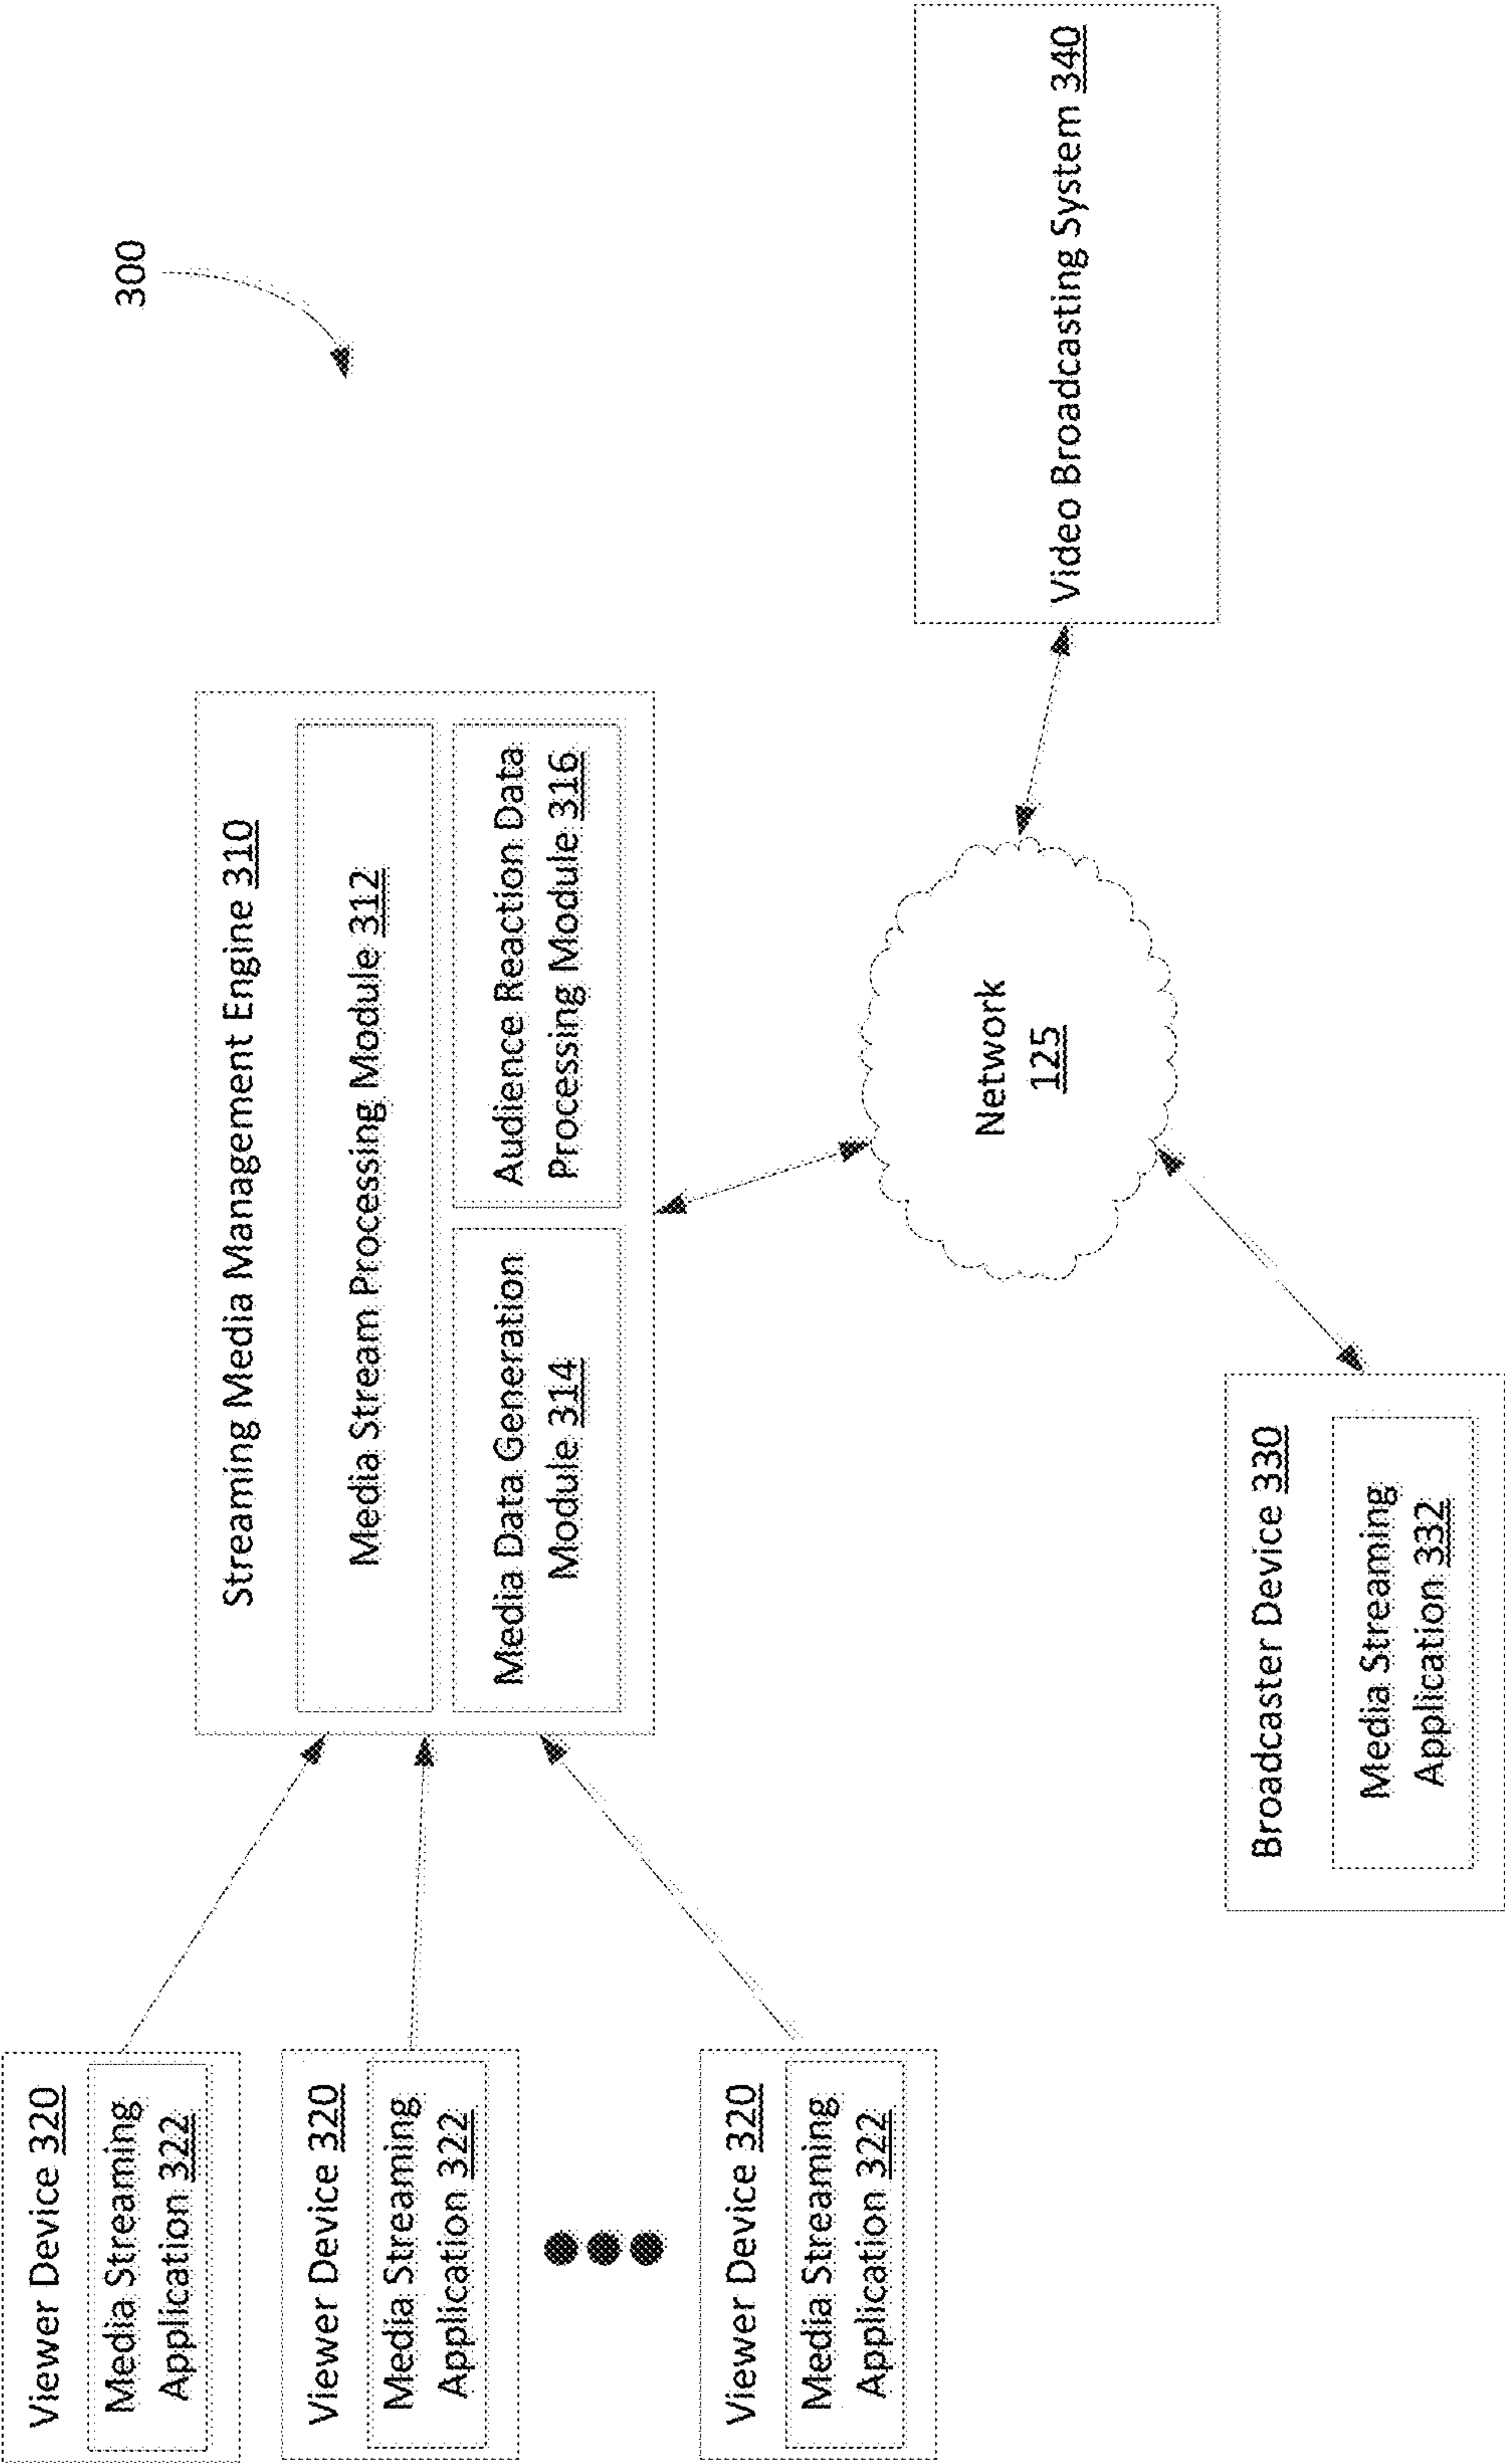 300
Viewer Device 320
Media Streaming
Application 322
Viewer Device 320
Media Streaming
Application 322
Viewer Device 320
Media Streaming
Application 322
Streaming Media Management Engine 310
Media Stream Processing Module 312
Media Data Generation
Module 314
Audience Reaction Data
Processing Module 316
Network
125
Broadcaster Device 330
Media Streaming
Application 332
Video Broadcasting System 340